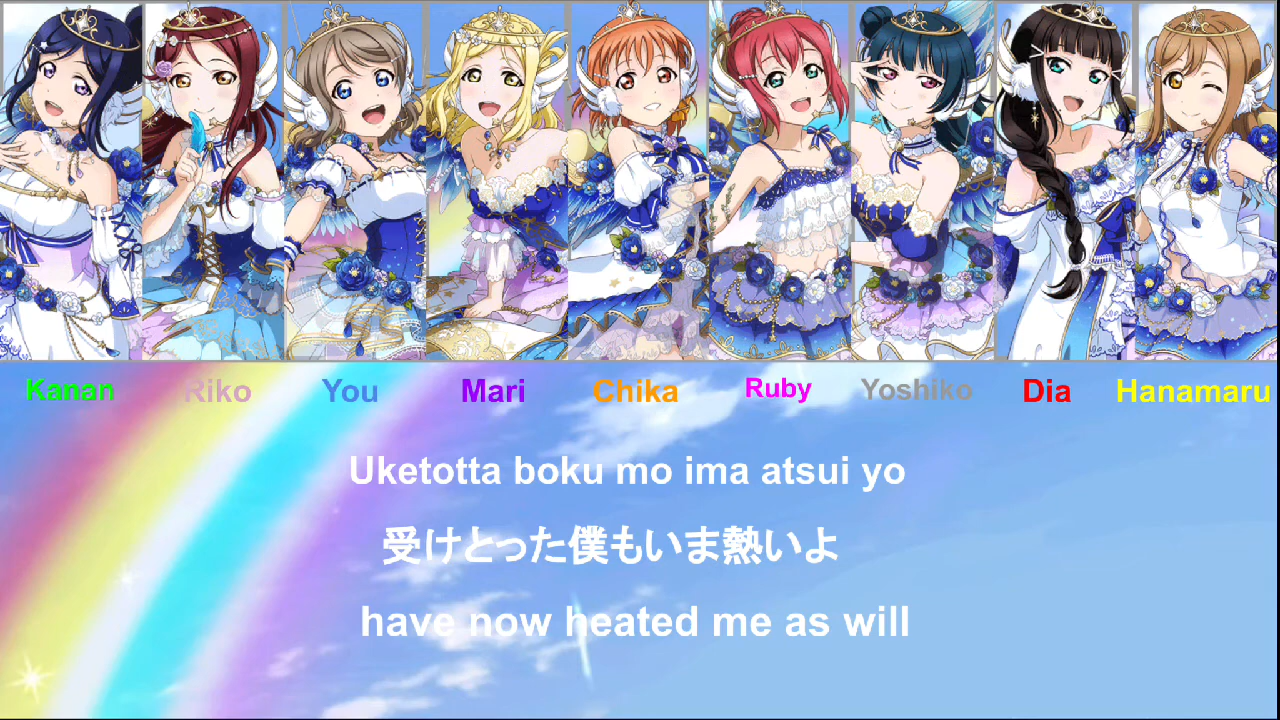 Kanan Riko You Mari Chika Ruby Yoshiko Dia Hanamaru
Uketotta boku mo ima atsui yo
受けとった僕もいま熱いよ
have now heated me as will